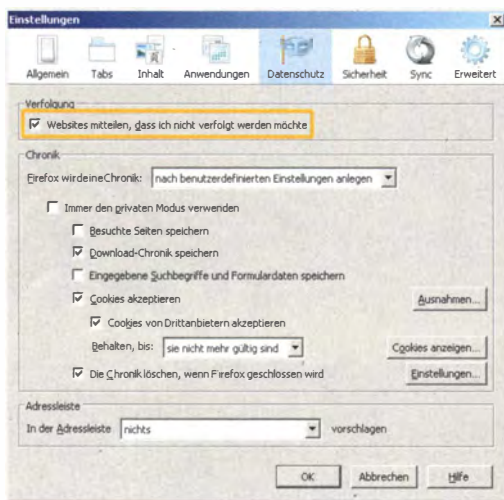 Einstellungen
Allgemein Tabs Inhalt Anwendungen Datenschutz Sicherheit Sync Erweitert
Verfolgung
Websites mitteilen, dass ich nicht verfolgt werden möchte
Chronik
Firefox wird eine Chronik: nach benutzerdefinierten Einstellungen anlegen
Immer den privaten Modus verwenden
Besuchte Seiten speichern
Download-Chronik speichern
Eingegebene Suchbegriffe und Formulardaten speichern
Cookies akzeptieren Ausnahmen...
Cookies von Drittanbietern akzeptieren
Behalten, bis: sie nicht mehr gültig sind Cookies anzeigen...
Die Chronik löschen, wenn Firefox geschlossen wird Einstellungen...
Adressleiste
In der Adressleiste nichts vorschlagen
OK Abbrechen Hilfe